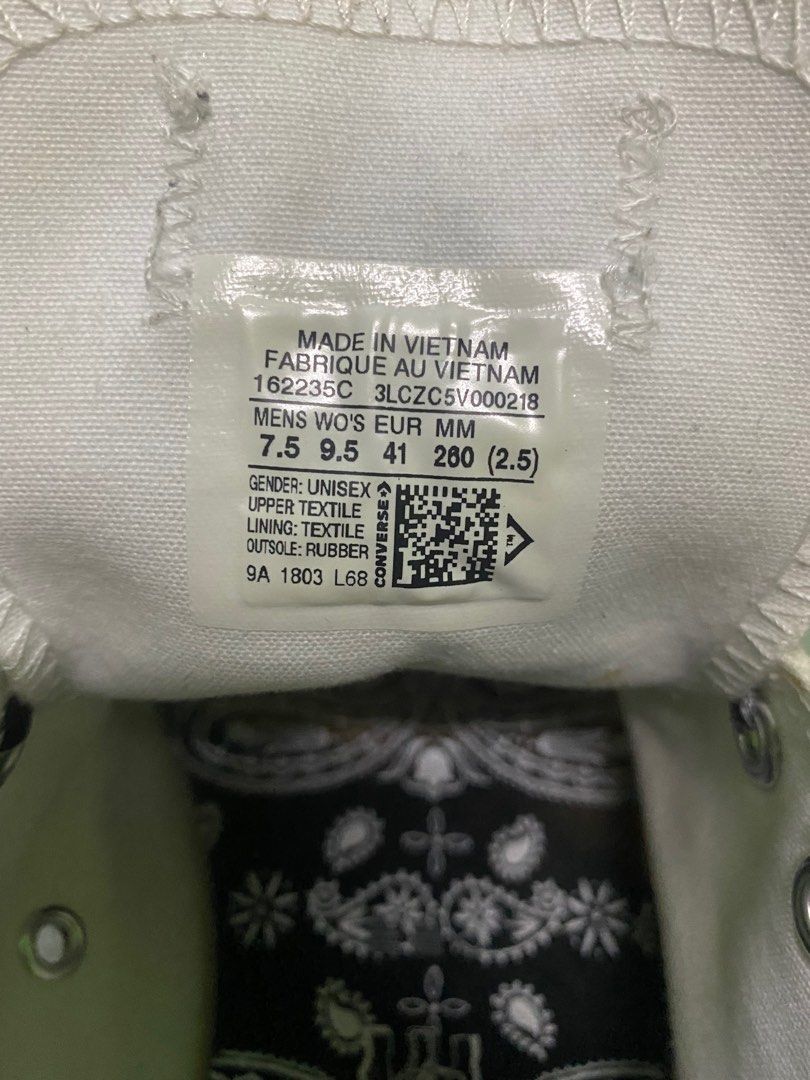 MADE IN VIETNAM
FABRIQUE AU VIETNAM
162235C 3LCZC5V000218
MENS WO'S EUR MM
7.5 9.5 41 260 (2.5)
GENDER: UNISEX
UPPER TEXTILE
LINING: TEXTILE
OUTSOLE: RUBBER
9A 1803 L68
CONVERSE